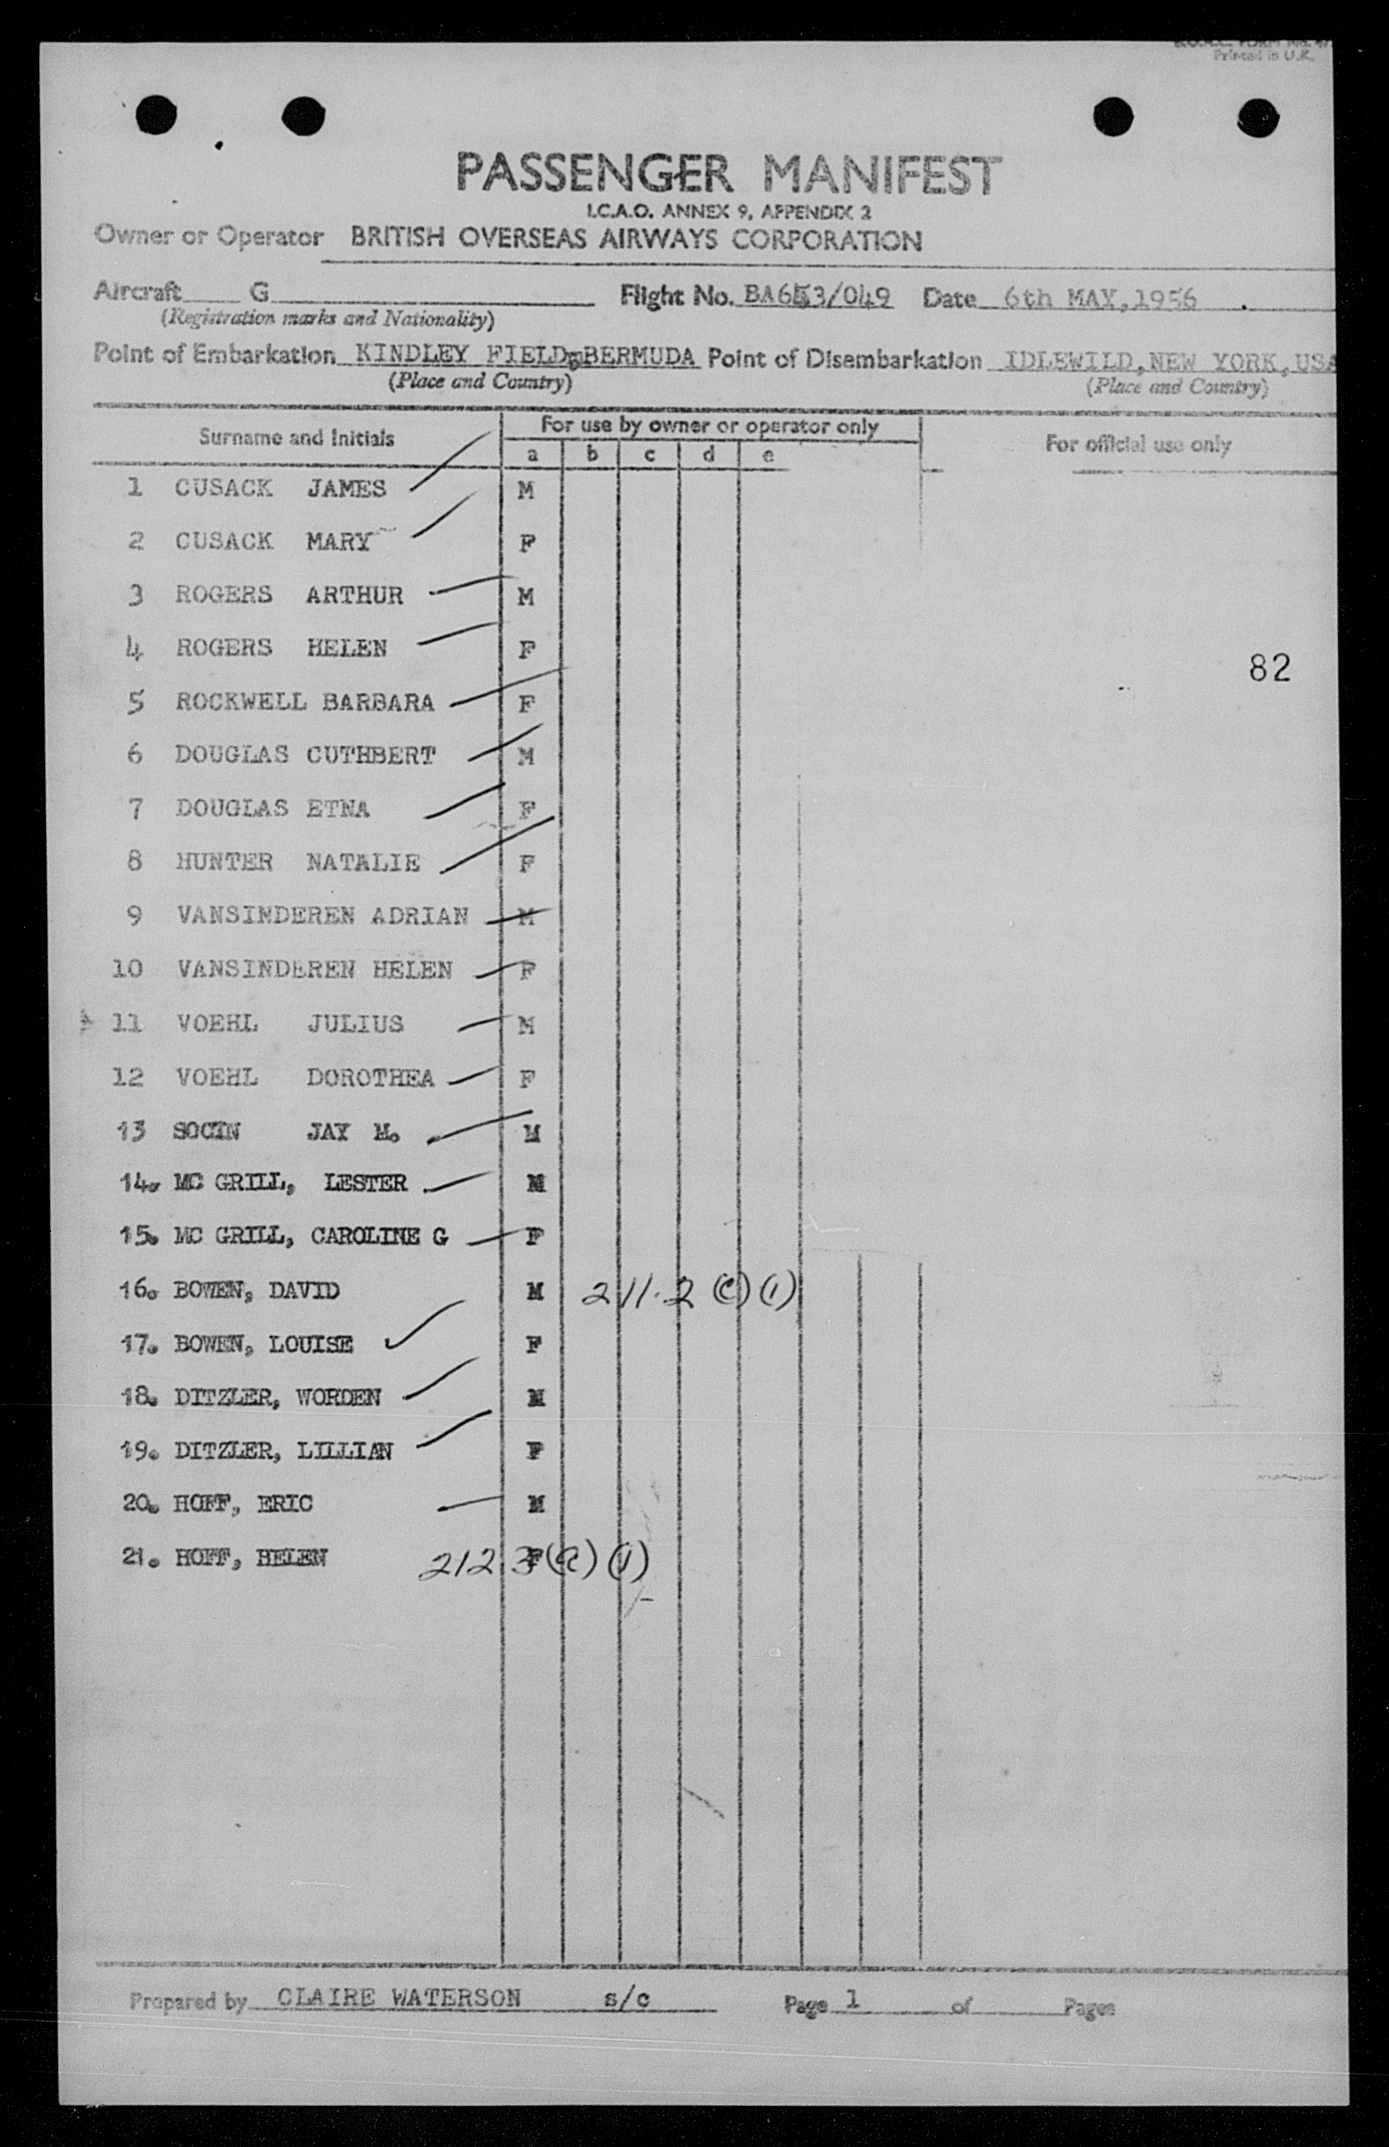 Printed in U.K.
PASSENGER MANIFEST
I.C.A.O. ANNEX 9, APPENDIX 2
Owner or Operator BRITISH OVERSEAS AIRWAYS CORPORATION
Aircraft G Flight No. BA653/049 Date 6th MAY, 1956
(Registration marks and Nationality)
Point of Embarkation KINDLEY FIELD, BERMUDA Point of Disembarkation IDLEWILD, NEW YORK, USA
(Place and Country) (Place and Country)
Surname and Initials For use by owner or operator only For official use only
a b c d e
1 CUSACK JAMES M
2 CUSACK MARY F
3 ROGERS ARTHUR M
4 ROGERS HELEN F
82
5 ROCKWELL BARBARA F
6 DOUGLAS CUTHBERT M
7 DOUGLAS ETNA F
8 HUNTER NATALIE F
9 VANSINDEREN ADRIAN M
10 VANSINDEREN HELEN F
11 VOEHL JULIUS M
12 VOEHL DOROTHEA F
13 SOCIN JAY M. M
14. MC GRILL, LESTER M
15. MC GRILL, CAROLINE G F
16. BOWEN, DAVID M 211.2 (c) (1)
17. BOWEN, LOUISE F
18. DITZLER, WORDEN M
19. DITZLER, LILLIAN F
20. HOFF, ERIC M
21. HOFF, HELEN F 212.3 (a) (1)
Prepared by CLAIRE WATERSON s/c Page 1 of Pages